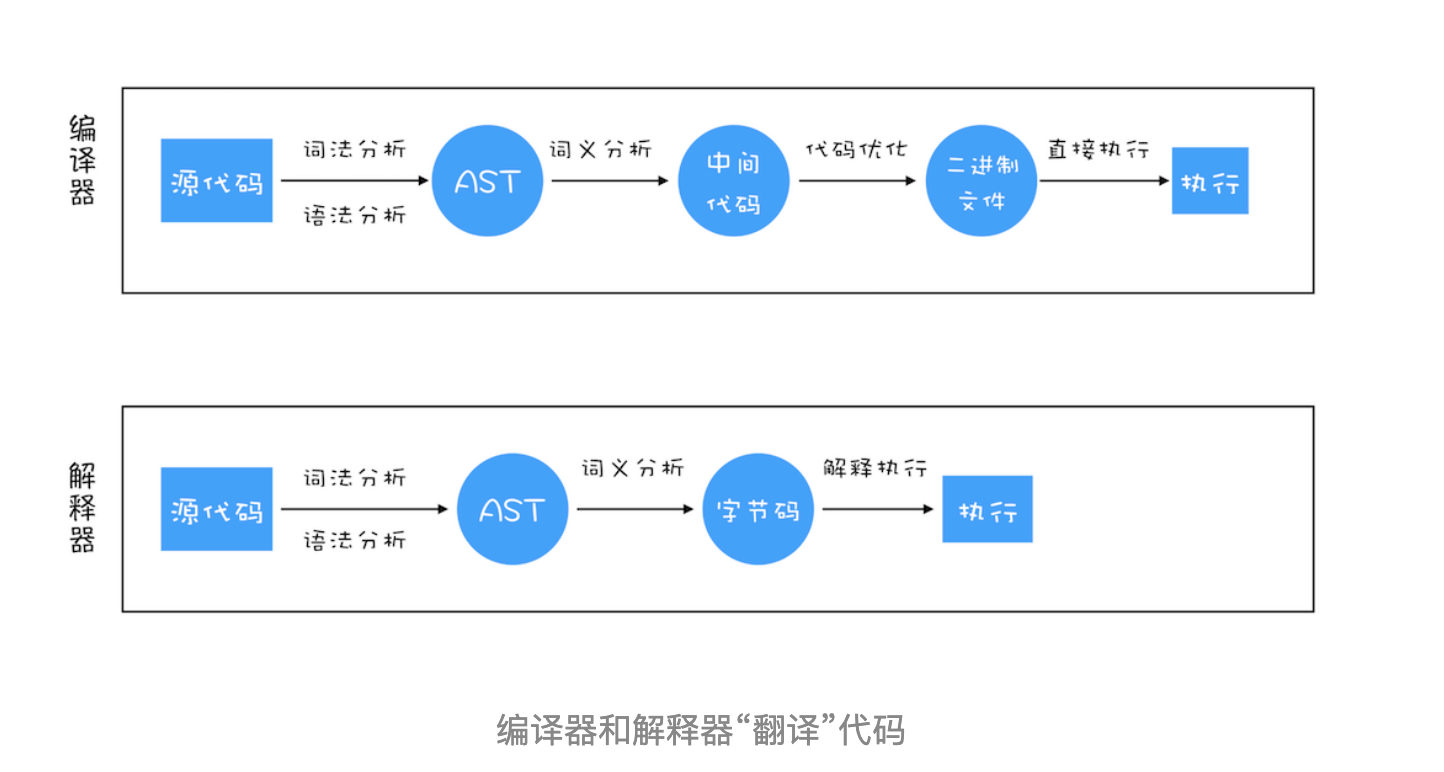 编译器
源代码
词法分析
语法分析
AST
词义分析
中间
代码
代码优化
二进制
文件
直接执行
执行
解释器
源代码
词法分析
语法分析
AST
词义分析
字节码
解释执行
执行
编译器和解释器“翻译”代码